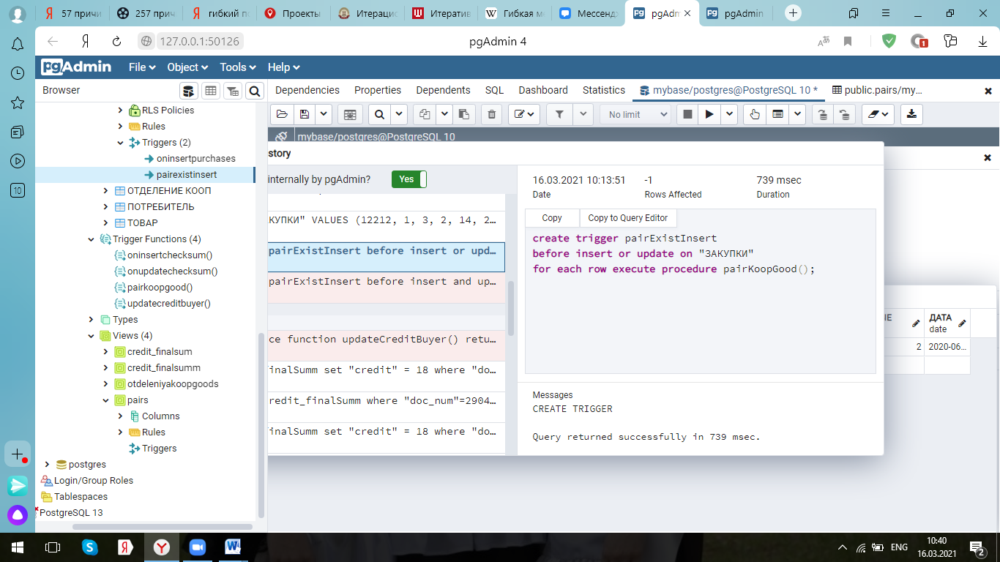 57 прич
257 прич
гибкий по
Проекты
Итерацис
Итератив
Гибкая ме
Мессенд
pgAdm
pgAdmin
127.0.0.1:50126
pgAdmin 4
1
pgAdmin
File
Object
Tools
Help
Browser
Dependencies
Properties
Dependents
SQL
Dashboard
Statistics
mybase/postgres@PostgreSQL 10 *
public.pairs/my...
No limit
mybase/postgres@PostgreSQL 10
RLS Policies
Rules
Triggers (2)
oninsertpurchases
pairexistinsert
ОТДЕЛЕНИЕ КООП
ПОТРЕБИТЕЛЬ
ТОВАР
Trigger Functions (4)
oninsertchecksum()
onupdatechecksum()
pairkoopgood()
updatecreditbuyer()
Types
Views (4)
credit_finalsum
credit_finalsumm
otdeleniyakoopgoods
pairs
Columns
Rules
Triggers
postgres
Login/Group Roles
Tablespaces
PostgreSQL 13
10
story
internally by pgAdmin?
Yes
КУПКИ" VALUES (12212, 1, 3, 2, 14, 2...
pairExistInsert before insert or upd...
pairExistInsert before insert and up...
ce function updateCreditBuyer() retu...
inalSumm set "credit" = 18 where "do...
redit_finalSumm where "doc_num"=2904...
inalSumm set "credit" = 18 where "do...
16.03.2021 10:13:51
-1
739 msec
Date
Rows Affected
Duration
Copy
Copy to Query Editor
create trigger pairExistInsert
before insert or update on "ЗАКУПКИ"
for each row execute procedure pairKoopGood();
Messages
CREATE TRIGGER
Query returned successfully in 739 msec.
ДАТА
date
2
2020-06...
ENG
10:40
16.03.2021
2